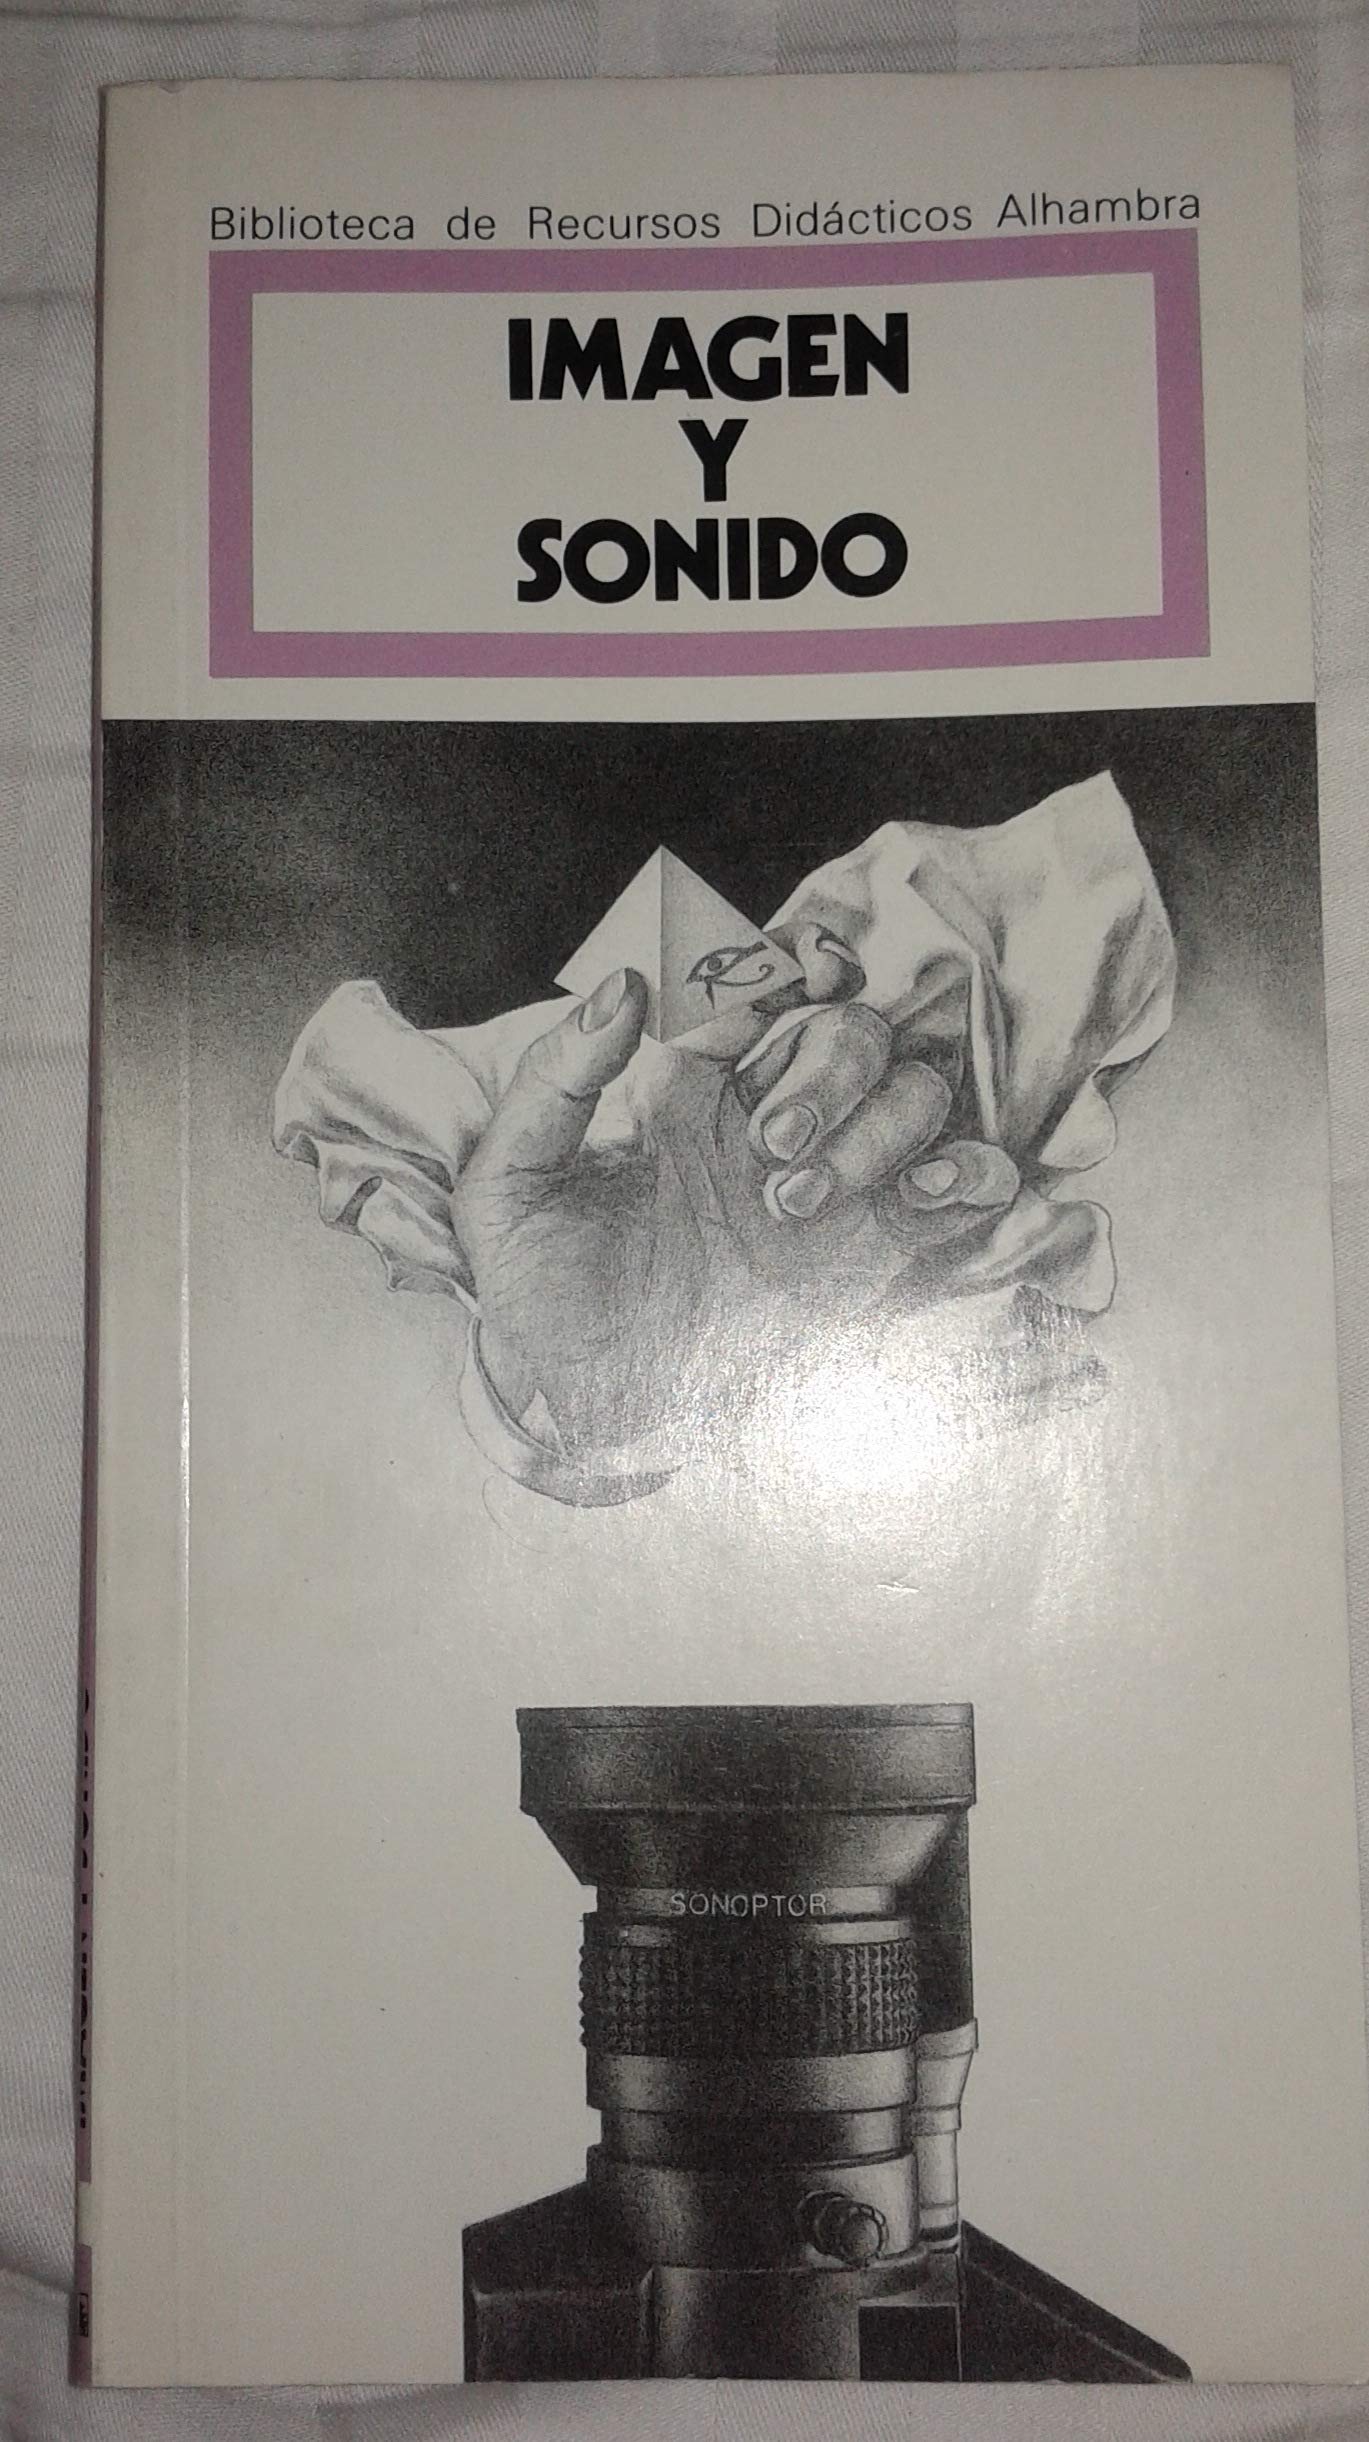 Biblioteca de Recursos Didácticos Alhambra
IMAGEN
Y
SONIDO
SONOPTOR